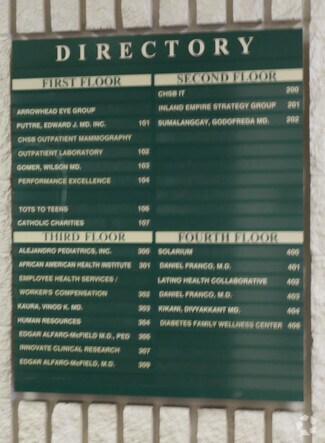 DIRECTORY
FIRST FLOOR
ARROWHEAD EYE GROUP
PUTTRE, EDWARD J. MD. INC. 101
CHSB OUTPATIENT MAMMOGRAPHY
OUTPATIENT LABORATORY 102
GOMER, WILSON MD. 103
PERFORMANCE EXCELLENCE 104
TOTS TO TEENS 106
CATHOLIC CHARITIES 107
SECOND FLOOR
CHSB IT 200
INLAND EMPIRE STRATEGY GROUP 201
SUMALANGCAY, GODOFREDA MD. 202
THIRD FLOOR
ALEJANDRO PEDIATRICS, INC. 300
AFRICAN AMERICAN HEALTH INSTITUTE 301
EMPLOYEE HEALTH SERVICES /
WORKER'S COMPENSATION 302
KAURA, VINOD K. MD. 303
HUMAN RESOURCES 304
EDGAR ALFARO-McFIELD M.D., PED 305
INNOVATE CLINICAL RESEARCH 307
EDGAR ALFARO-McFIELD, M.D. 309
FOURTH FLOOR
SOLARIUM 400
DANIEL FRANCO, M.D. 401
LATINO HEALTH COLLABORATIVE 402
DANIEL FRANCO, M.D. 403
KIKANI, DIVYAKKANT MD. 404
DIABETES FAMILY WELLNESS CENTER 405